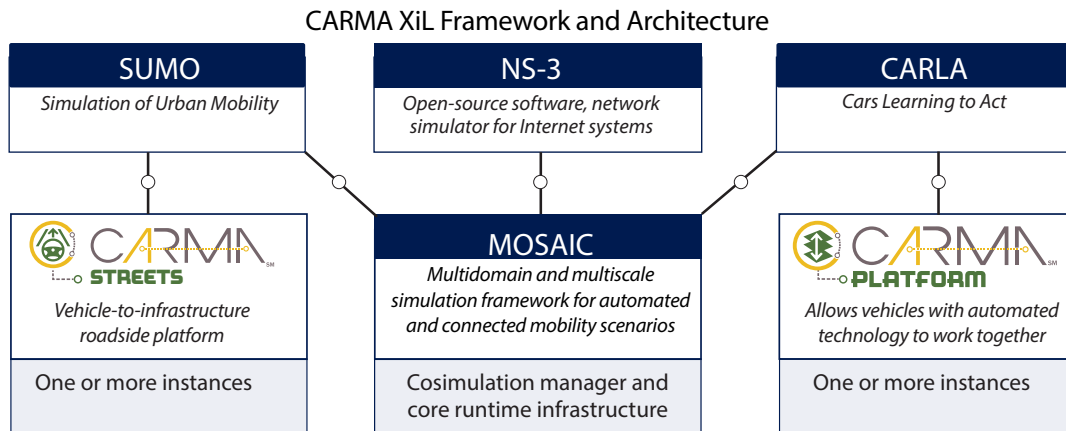 CARMA XiL Framework and Architecture
SUMO
Simulation of Urban Mobility
NS-3
Open-source software, network
simulator for Internet systems
CARLA
Cars Learning to Act
CARMA SM
STREETS
Vehicle-to-infrastructure
roadside platform
One or more instances
MOSAIC
Multidomain and multiscale
simulation framework for automated
and connected mobility scenarios
Cosimulation manager and
core runtime infrastructure
CARMA SM
PLATFORM
Allows vehicles with automated
technology to work together
One or more instances